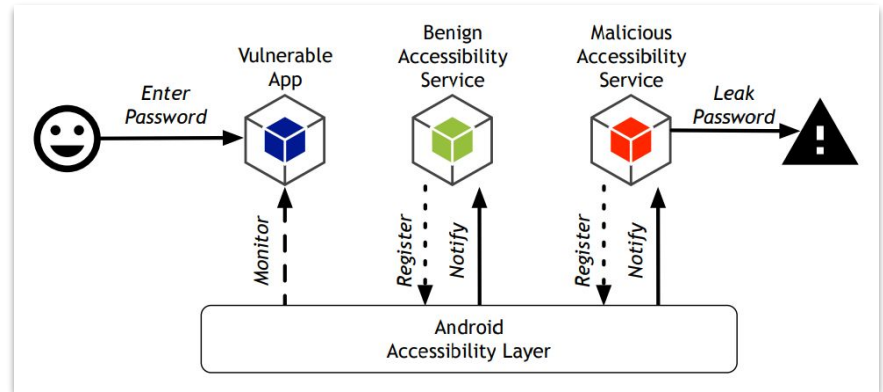 Vulnerable
App
Benign
Accessibility
Service
Malicious
Accessibility
Service
Enter
Password
Leak
Password
Monitor
Register
Notify
Register
Notify
Android
Accessibility Layer